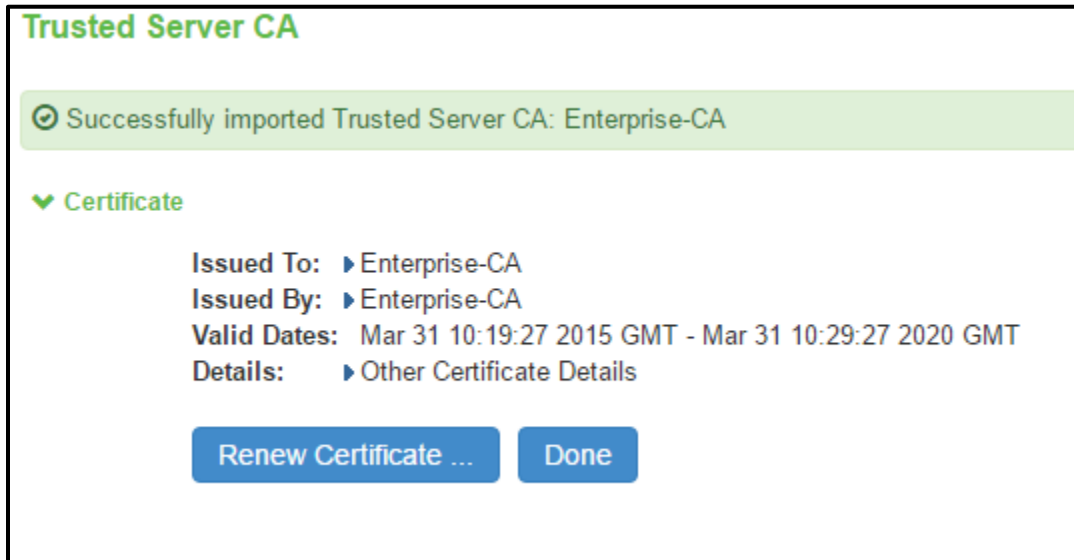 Trusted Server CA
Successfully imported Trusted Server CA: Enterprise-CA
Certificate
Issued To: Enterprise-CA
Issued By: Enterprise-CA
Valid Dates: Mar 31 10:19:27 2015 GMT - Mar 31 10:29:27 2020 GMT
Details: Other Certificate Details
Renew Certificate ... Done